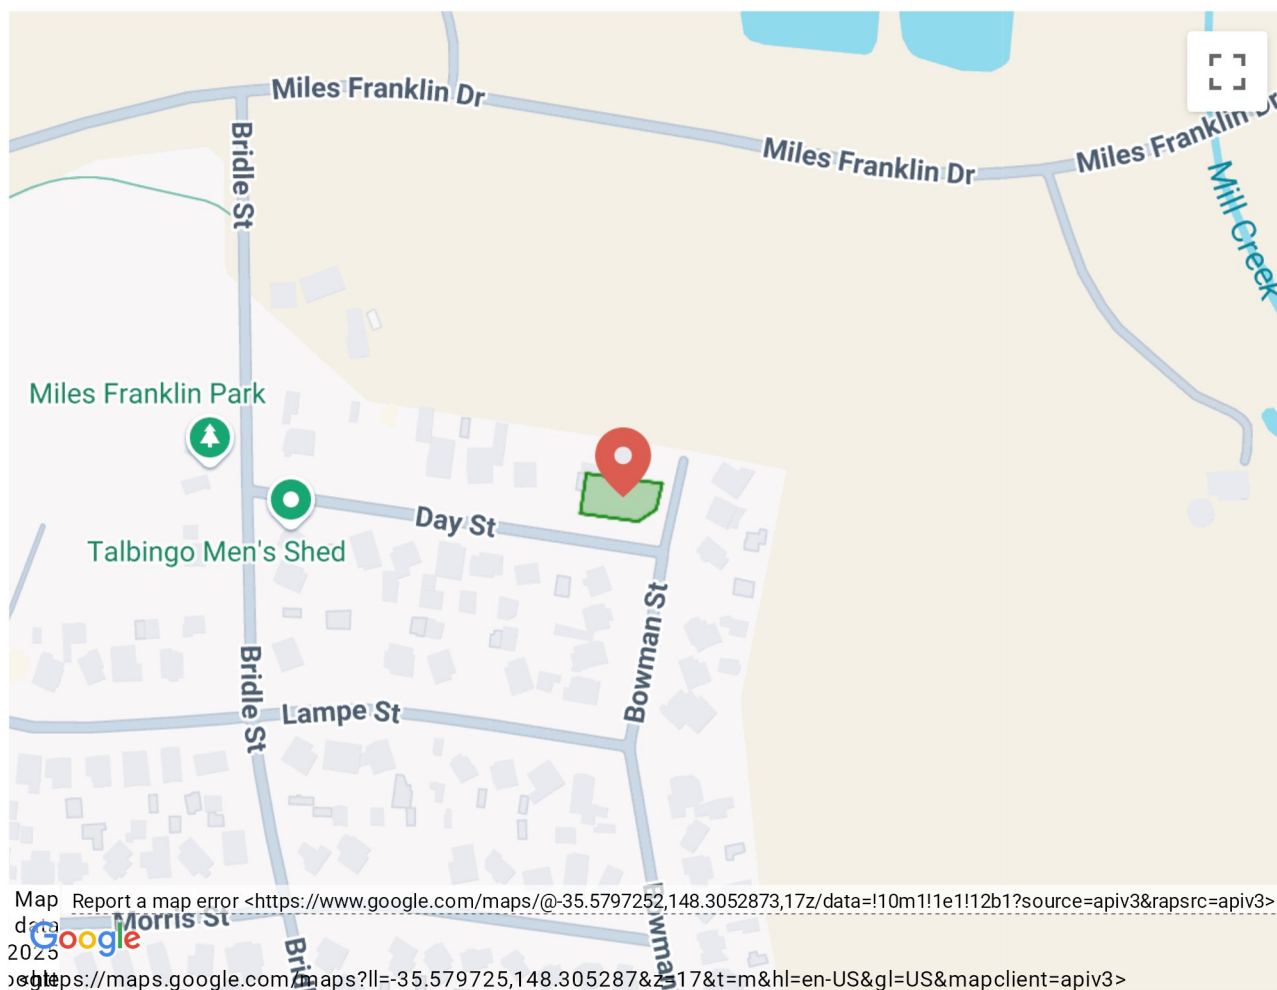 Miles Franklin Dr
Miles Franklin Dr
Miles Franklin Dr
Bridle St
Mill Creek
Miles Franklin Park
Day St
Talbingo Men's Shed
Bowman St
Bridle St
Lampe St
Map
data
2025
Report a map error <https://www.google.com/maps/@-35.5797252,148.3052873,17z/data=!10m1!1e1!12b1?source=apiv3&rapsrc=apiv3>
Bowman
Morris St
Google
<https://maps.google.com/maps?ll=-35.579725,148.305287&z=17&t=m&hl=en-US&gl=US&mapclient=apiv3>